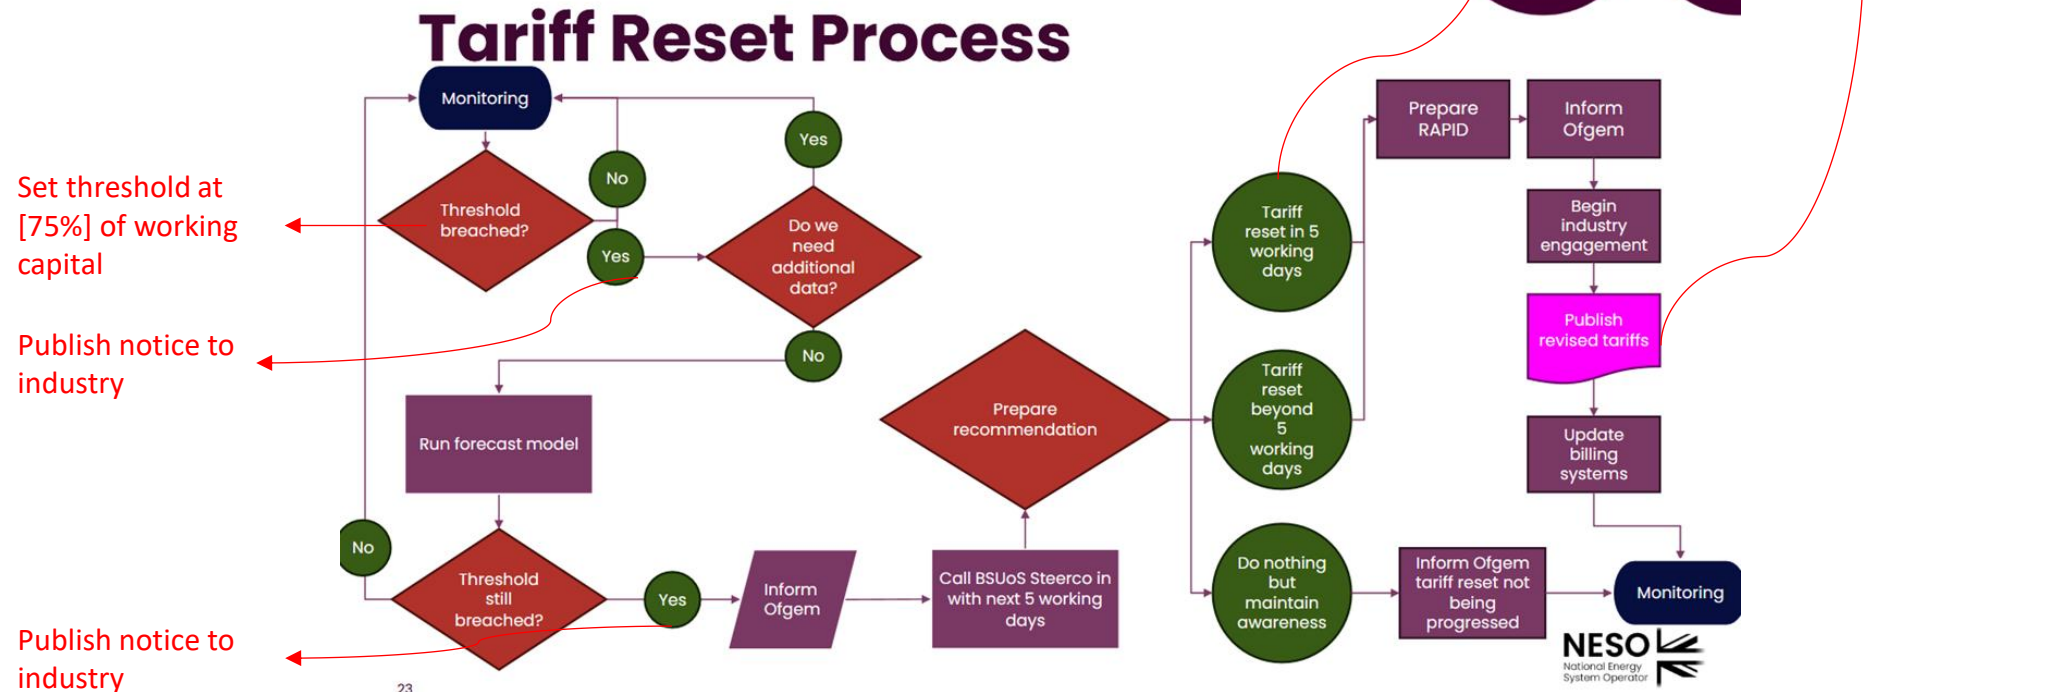 Tariff Reset Process
Monitoring
Threshold
breached?
No
Yes
Yes
Do we
need
additional
data?
No
Set threshold at
[75%] of working
capital
Publish notice to
industry
Run forecast model
No
Threshold
still
breached?
Yes
Publish notice to
industry
Inform
Ofgem
Call BSUoS Steerco in
with next 5 working
days
Prepare
recommendation
Tariff
reset in 5
working
days
Tariff
reset
beyond
5
working
days
Do nothing
but
maintain
awareness
Prepare
RAPID
Inform
Ofgem
Begin
industry
engagement
Publish
revised tariffs
Update
billing
systems
Inform Ofgem
tariff reset not
being
progressed
Monitoring
NESO
National Energy
System Operator
23